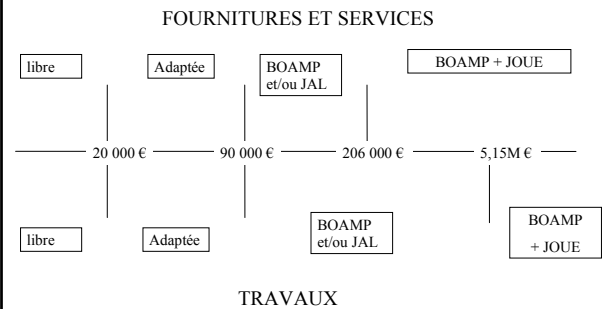 FOURNITURES ET SERVICES
libre
Adaptée
BOAMP
et/ou JAL
BOAMP + JOUE
20 000 €
90 000 €
206 000 €
5,15M €
libre
Adaptée
BOAMP
et/ou JAL
BOAMP
+ JOUE
TRAVAUX